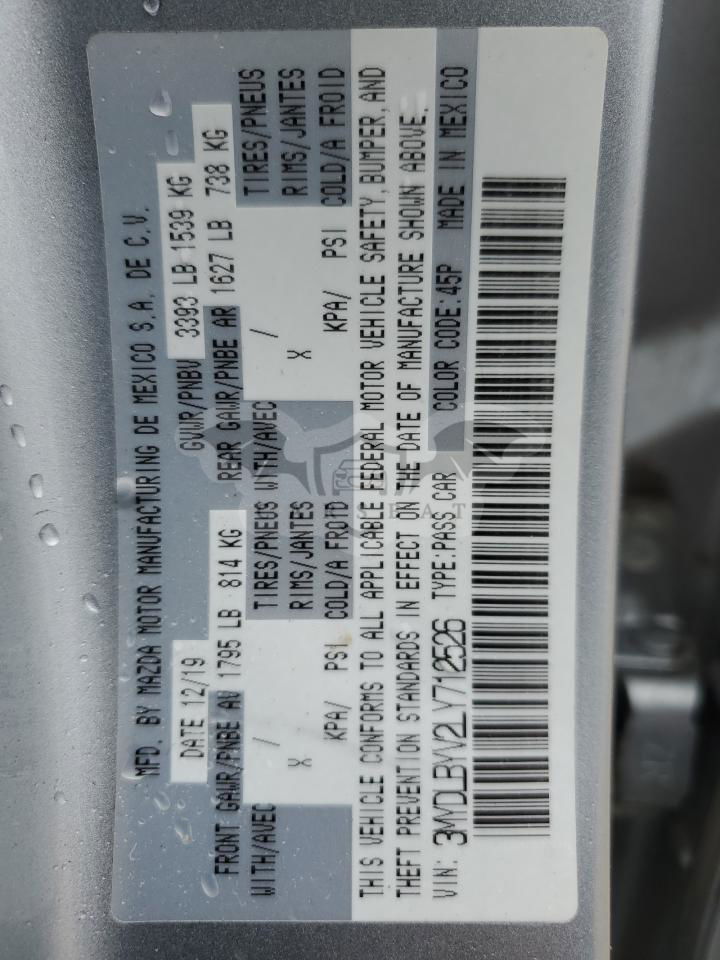 MFD. BY MAZDA MOTOR MANUFACTURING DE MEXICO S.A. DE C.V.
DATE 12/19 GVWR/PNBV 3393 LB 1539 KG
FRONT GAWR/PNBE AV 1795 LB 814 KG REAR GAWR/PNBE AR 1627 LB 738 KG
WITH/AVEC / TIRES/PNEUS WITH/AVEC / TIRES/PNEUS
X RIMS/JANTES X RIMS/JANTES
KPA/ PSI COLD/A FROID KPA/ PSI COLD/A FROID
THIS VEHICLE CONFORMS TO ALL APPLICABLE FEDERAL MOTOR VEHICLE SAFETY, BUMPER, AND
THEFT PREVENTION STANDARDS IN EFFECT ON THE DATE OF MANUFACTURE SHOWN ABOVE.
VIN: 3MYDLBYV2LY712526 TYPE:PASS CAR COLOR CODE:45P MADE IN MEXICO